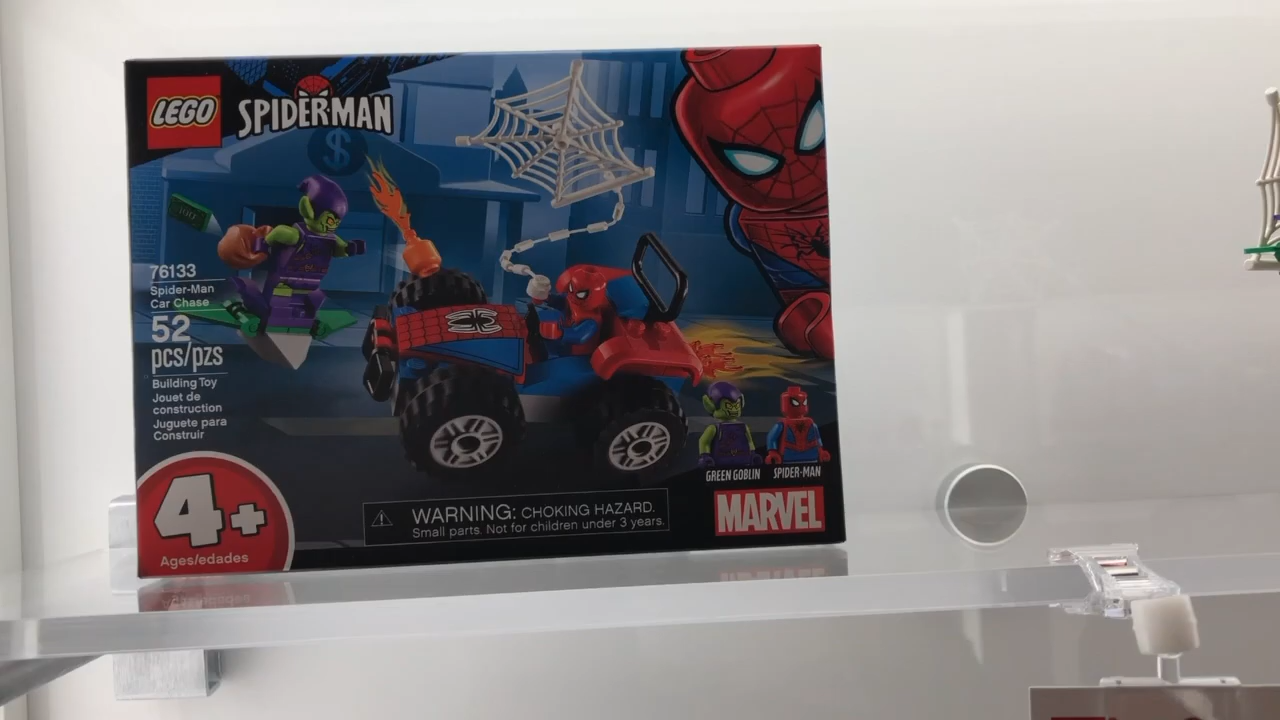 LEGO
SPIDER-MAN
$
100
76133
Spider-Man
Car Chase
52
pcs/pzs
Building Toy
Jouet de
construction
Juguete para
Construir
4+
Ages/edades
WARNING: CHOKING HAZARD.
Small parts. Not for children under 3 years.
GREEN GOBLIN
SPIDER-MAN
MARVEL